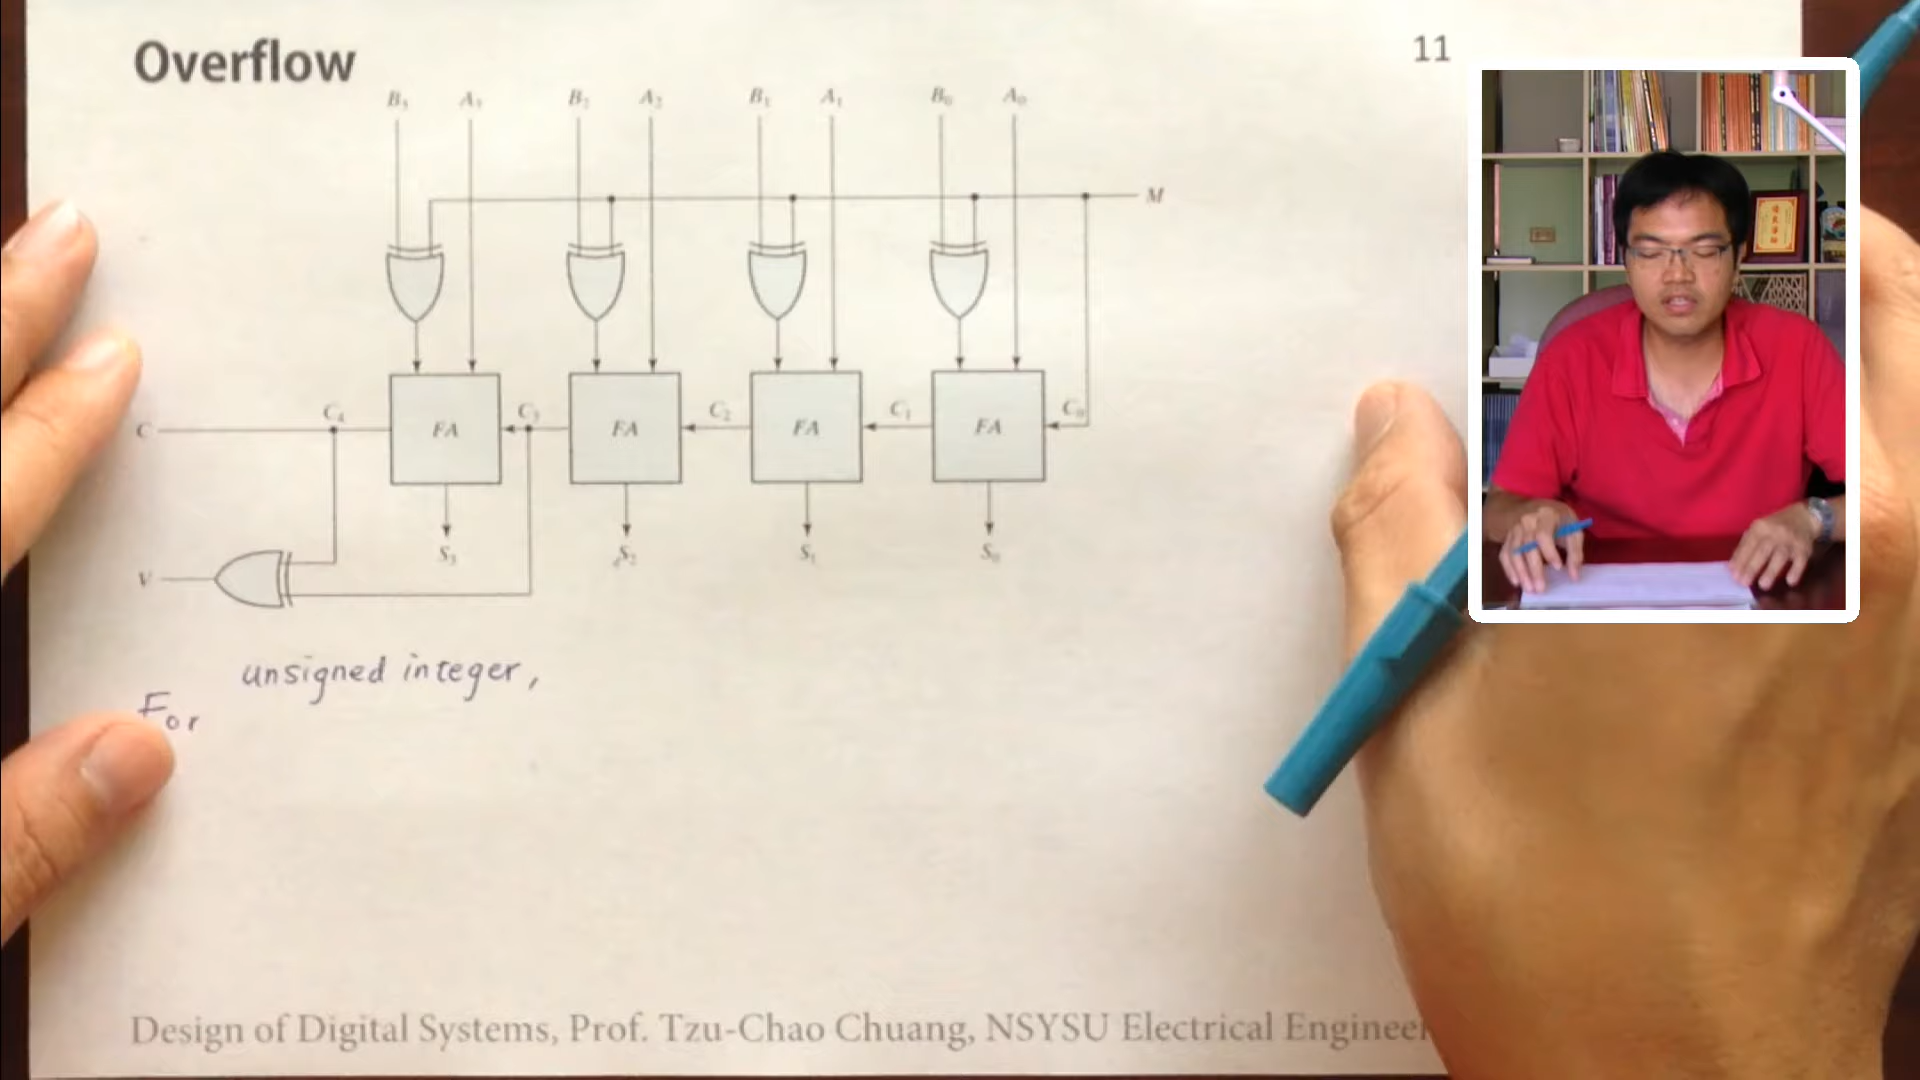 Overflow
11
B₃ A₃ B₂ A₂ B₁ A₁ B₀ A₀
M
C C₄ FA C₃ FA C₂ FA C₁ FA C₀
S₃ S₂ S₁ S₀
V
unsigned integer,
For
Design of Digital Systems, Prof. Tzu-Chao Chuang, NSYSU Electrical